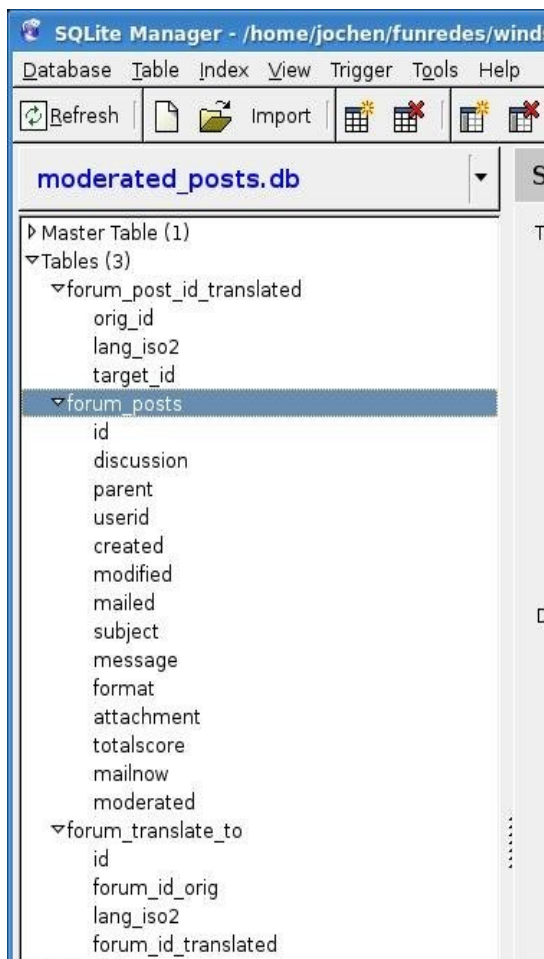 SQLite Manager - /home/jochen/funredes/wind
Database Table Index View Trigger Tools Help
Refresh Import
moderated_posts.db
S
Master Table (1)
T
Tables (3)
forum_post_id_translated
orig_id
lang_iso2
target_id
forum_posts
id
discussion
parent
userid
created
modified
mailed
D
subject
message
format
attachment
totalscore
mailnow
moderated
forum_translate_to
id
forum_id_orig
lang_iso2
forum_id_translated